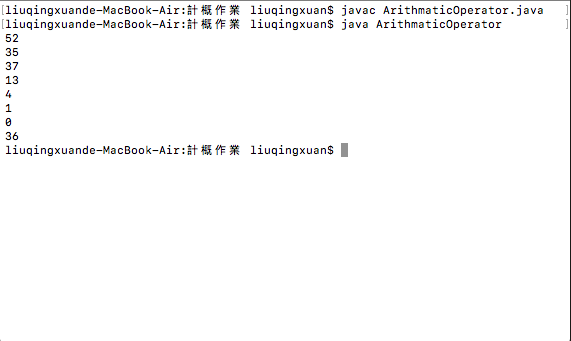 [liuqingxuande-MacBook-Air:計概作業 liuqingxuan$ javac ArithmaticOperator.java ]
[liuqingxuande-MacBook-Air:計概作業 liuqingxuan$ java ArithmaticOperator ]
52
35
37
13
4
1
0
36
liuqingxuande-MacBook-Air:計概作業 liuqingxuan$